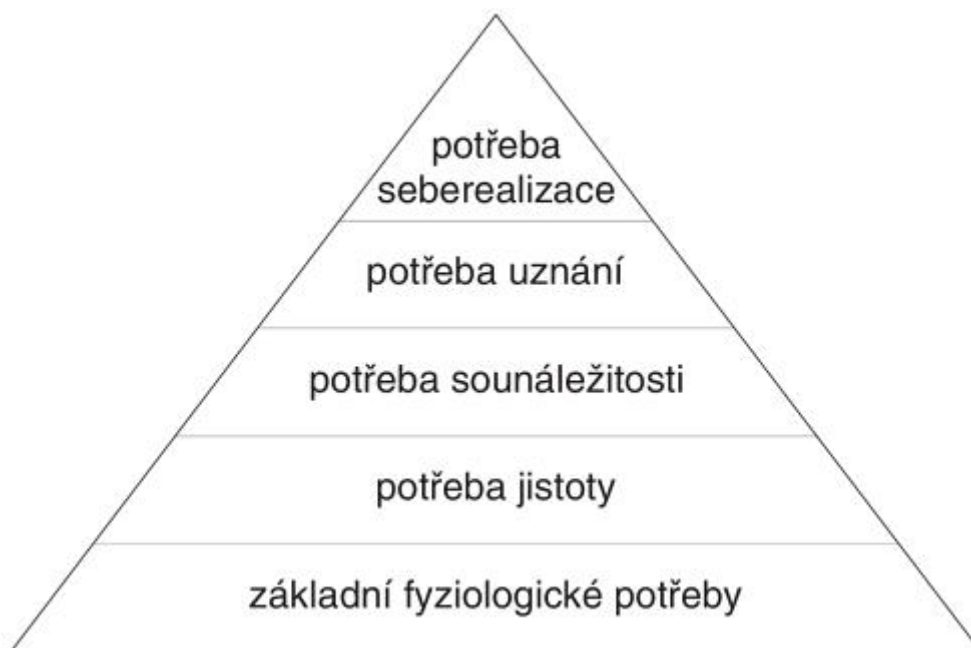 potřeba
seberealizace
potřeba uznání
potřeba sounáležitosti
potřeba jistoty
základní fyziologické potřeby